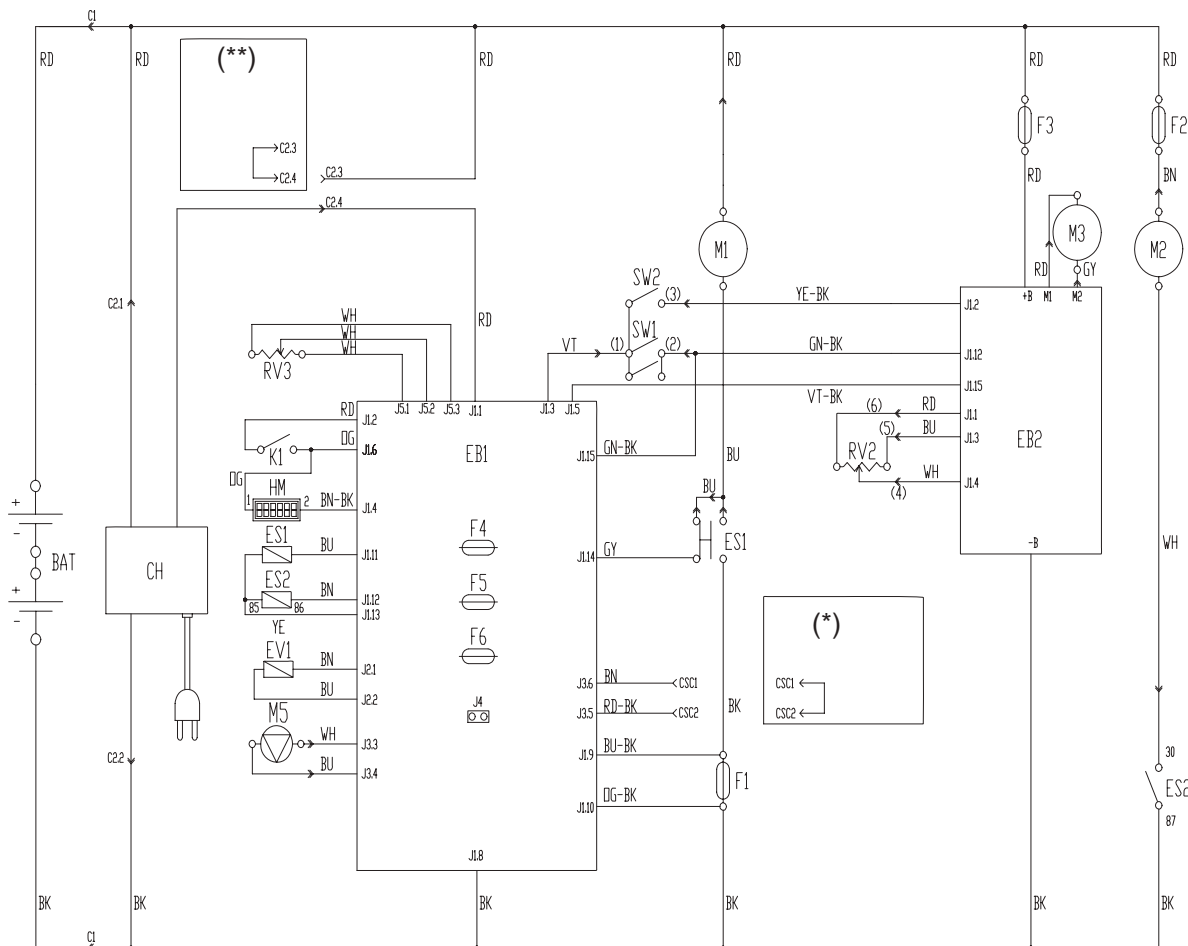 C1
RD
RD
(**)
RD
RD
RD
RD
F3
F2
C2.3
C2.4
C2.3
RD
BN
C2.4
M1
M3
M2
RD
GY
SW2
(3)
YE-BK
+B
M1
M2
C2.1
J1.2
WH
WH
WH
RD
SW1
VT
(1)
(2)
GN-BK
J1.12
RV3
J1.15
VT-BK
J5.1
J5.2
J5.3
J1.1
J1.3
J1.5
RD
J1.2
(6)
RD
J1.1
K1
OG
J1.6
EB1
GN-BK
J1.15
BU
(5)
BU
J1.3
EB2
RV2
OG
HM
1
2
BN-BK
J1.4
BU
WH
J1.4
(4)
+
-
BAT
+
-
CH
ES1
BU
J1.11
F4
GY
J1.14
ES1
-B
WH
ES2
BN
J1.12
85
86
J1.13
YE
F5
(*)
EV1
BN
J2.1
F6
BU
J2.2
BN
J3.6
CSC1
CSC1
RD-BK
J3.5
CSC2
CSC2
J4
BK
M5
WH
J3.3
BU-BK
J1.9
BU
J3.4
F1
OG-BK
J1.10
C2.2
30
ES2
87
J1.8
BK
BK
BK
BK
BK
BK
C1